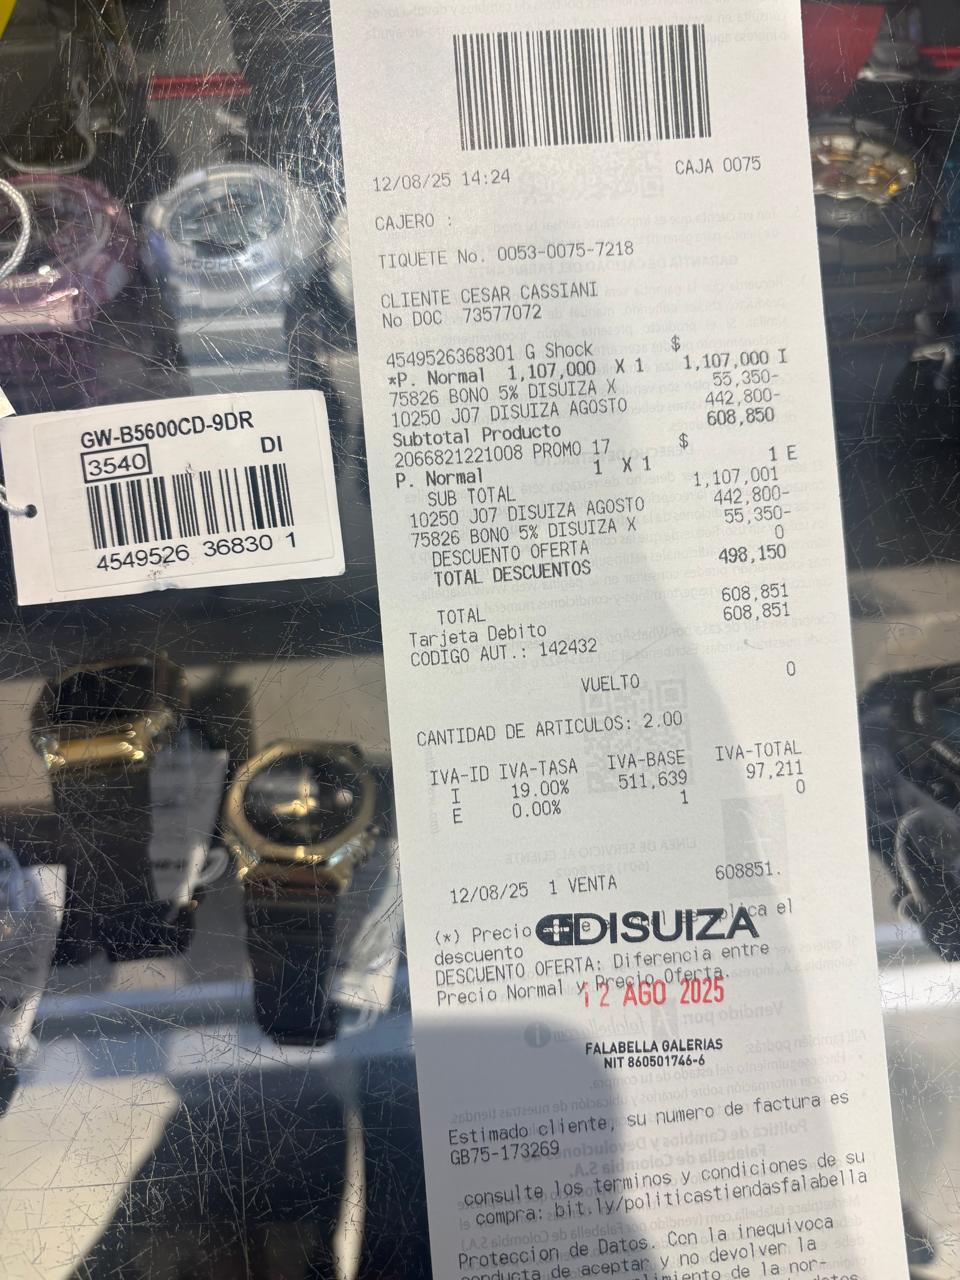 12/08/25 14:24 CAJA 0075
CAJERO :
TIQUETE No. 0053-0075-7218
CLIENTE CESAR CASSIANI
No DOC 73577072
4549526368301 G Shock $
*P. Normal 1,107,000 X 1 1,107,000 I
75826 BONO 5% DISUIZA X 55,350-
10250 J07 DISUIZA AGOSTO 442,800-
Subtotal Producto 608,850
2066821221008 PROMO 17 $
P. Normal 1 X 1 1 E
SUB TOTAL 1,107,001
10250 J07 DISUIZA AGOSTO 442,800-
75826 BONO 5% DISUIZA X 55,350-
DESCUENTO OFERTA 0
TOTAL DESCUENTOS 498,150
TOTAL 608,851
Tarjeta Debito 608,851
CODIGO AUT.: 142432
VUELTO 0
CANTIDAD DE ARTICULOS: 2.00
IVA-ID IVA-TASA IVA-BASE IVA-TOTAL
I 19.00% 511,639 97,211
E 0.00% 1 0
12/08/25 1 VENTA 608851.
(*) Precio plica el
DISUIZA
descuento
DESCUENTO OFERTA: Diferencia entre
Precio Normal y Precio Oferta.
12 AGO 2025
FALABELLA GALERIAS
NIT 860501746-6
Estimado cliente, su numero de factura es
GB75-173269
consulte los terminos y condiciones de su
compra: bit.ly/politicastiendasfalabella
Proteccion de Datos. Con la inequivoca
conducta de aceptar y no devolver la
GW-B5600CD-9DR
3540 DI
4549526 36830 1